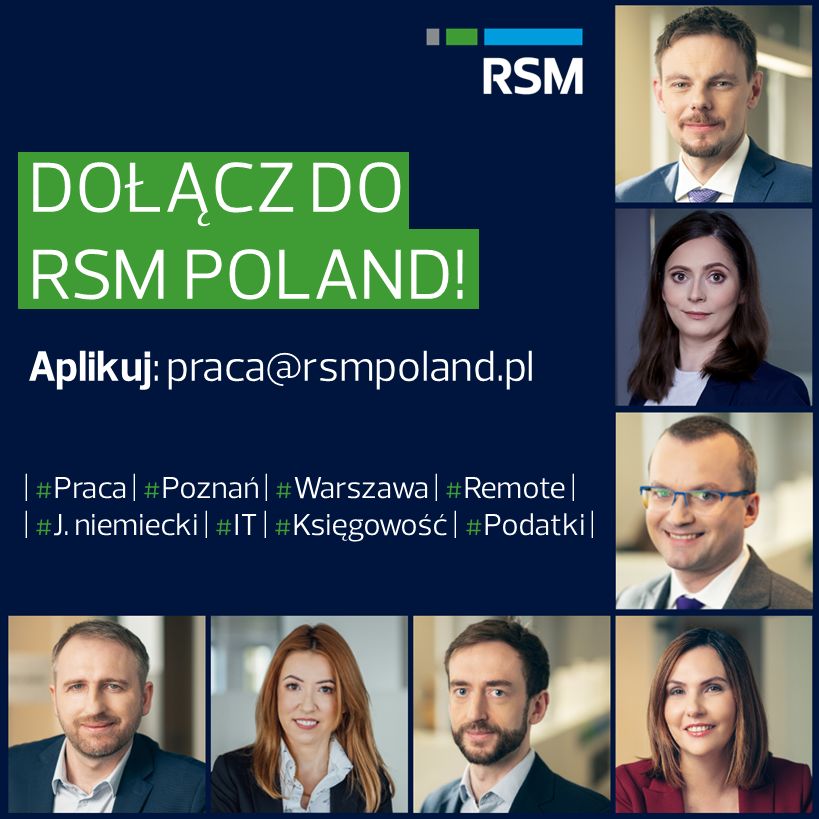 RSM
DOŁĄCZ DO
RSM POLAND!
Aplikuj: praca@rsmpoland.pl
| #Praca | #Poznań | #Warszawa | #Remote |
| #J. niemiecki | #IT | #Księgowość | #Podatki |